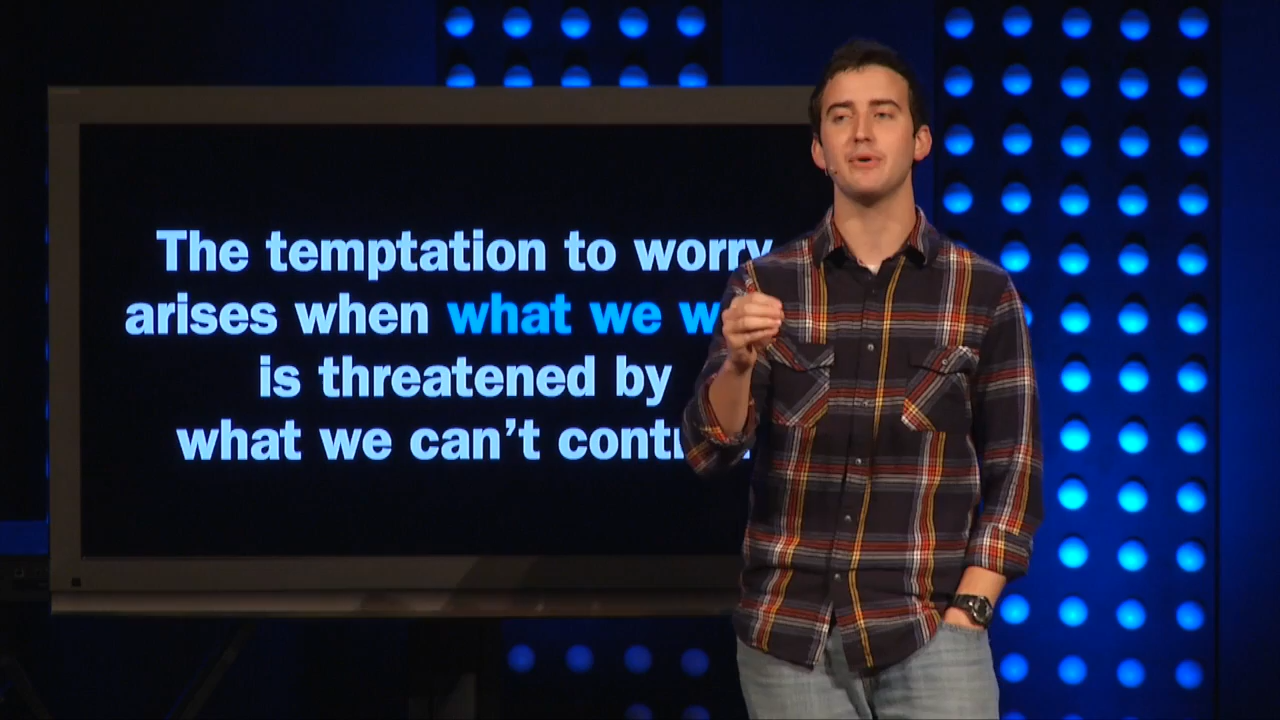 The temptation to worry
arises when what we
is threatened by
what we can't